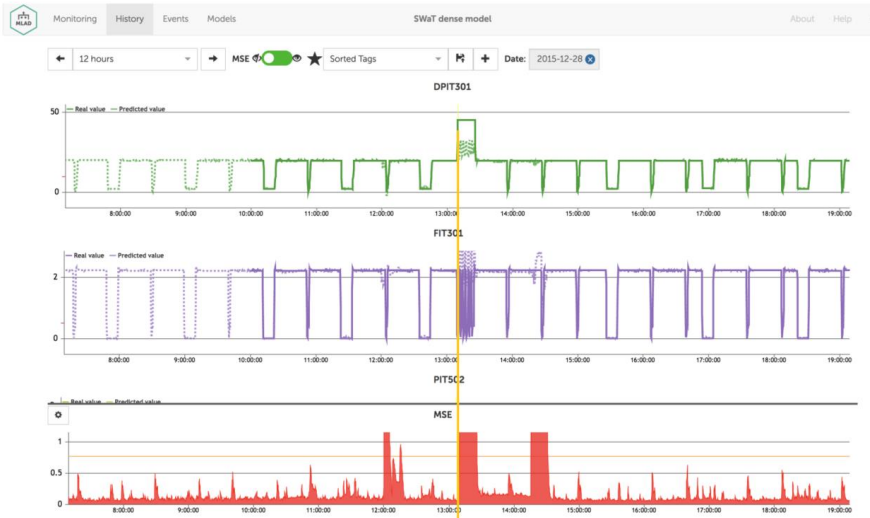 MLAD Monitoring History Events Models SWaT dense model About Help
12 hours MSE Sorted Tags Date: 2015-12-28
DPIT301
50
Real value Predicted value
0
8:00:00 9:00:00 10:00:00 11:00:00 12:00:00 13:00:00 14:00:00 15:00:00 16:00:00 17:00:00 18:00:00 19:00:00
FIT301
Real value Predicted value
2
0
8:00:00 9:00:00 10:00:00 11:00:00 12:00:00 13:00:00 14:00:00 15:00:00 16:00:00 17:00:00 18:00:00 19:00:00
PIT502
Real value Predicted value
MSE
1
0.5
0
8:00:00 9:00:00 10:00:00 11:00:00 12:00:00 13:00:00 14:00:00 15:00:00 16:00:00 17:00:00 18:00:00 19:00:00